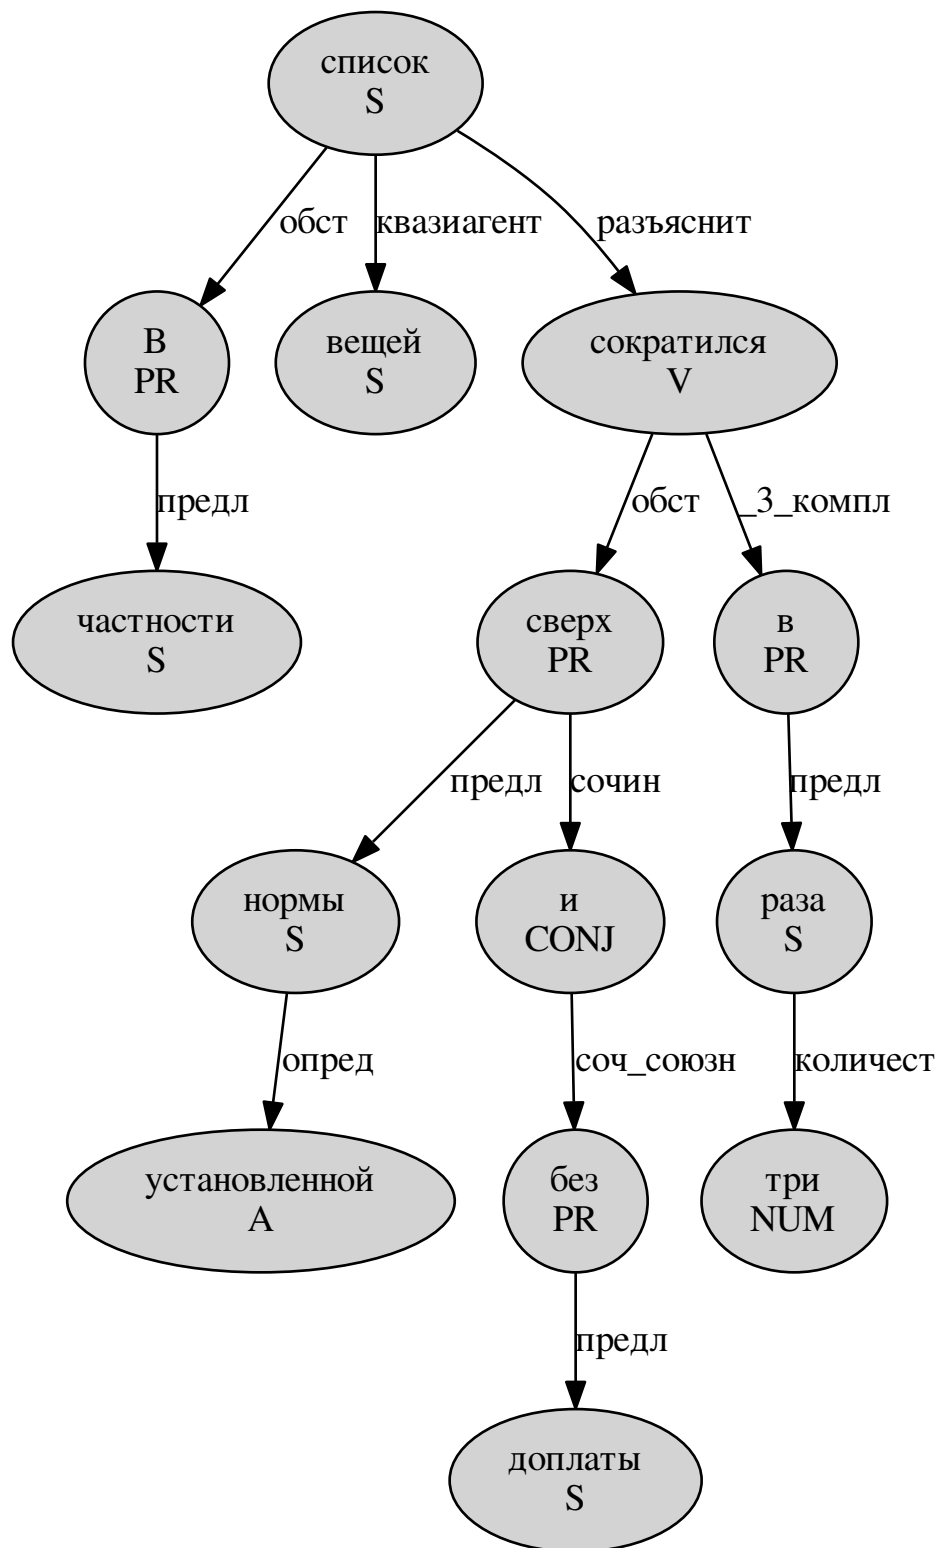 список
S
обст
квазиагент
разъяснит
В
PR
вещей
S
сократился
V
предл
обст
_3_компл
частности
S
сверх
PR
в
PR
предл
сочин
предл
нормы
S
и
CONJ
раза
S
опред
соч_союзн
количест
установленной
A
без
PR
три
NUM
предл
доплаты
S